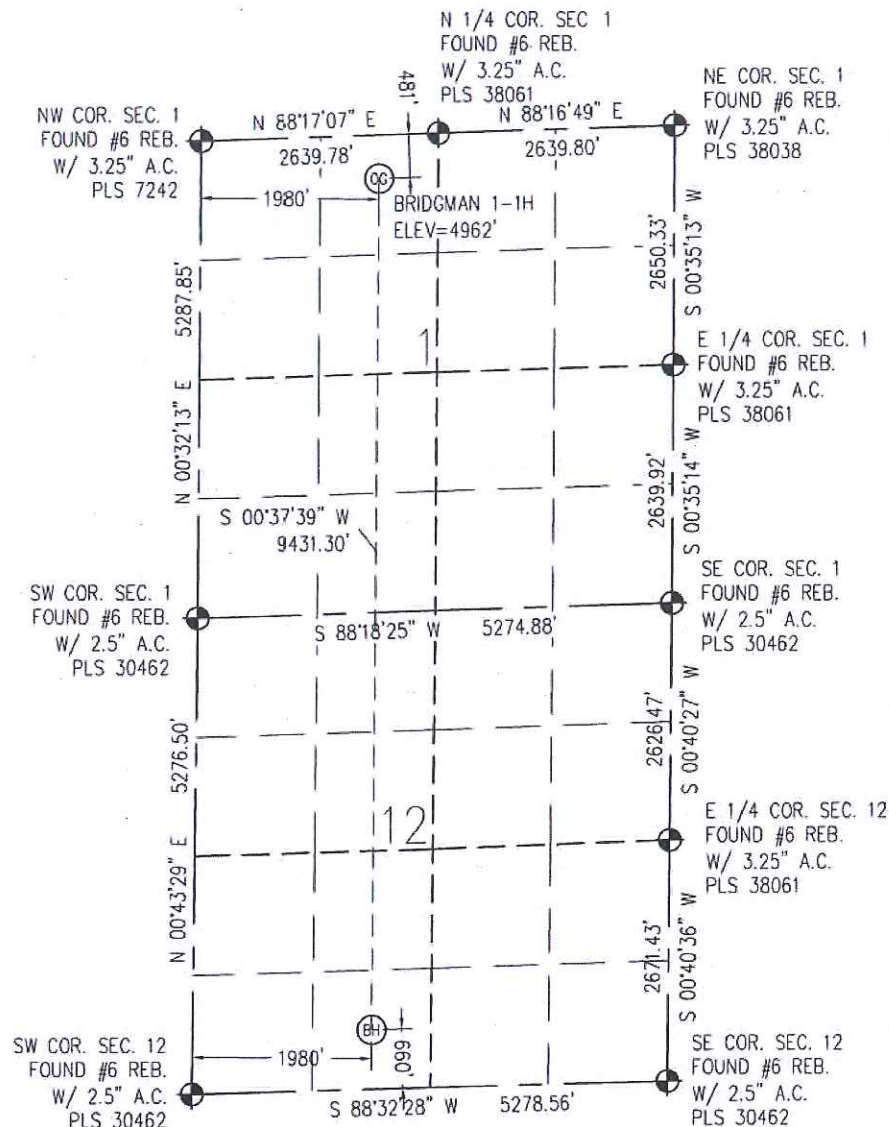 N 1/4 COR. SEC 1
FOUND #6 REB.
W/ 3.25" A.C.
PLS 38061
NW COR. SEC. 1
FOUND #6 REB.
W/ 3.25" A.C.
PLS 7242
NE COR. SEC. 1
FOUND #6 REB.
W/ 3.25" A.C.
PLS 38038
N 88°17'07" E
2639.78'
481'
N 88°16'49" E
2639.80'
OG
1980'
BRIDGMAN 1-1H
ELEV=4962'
5287.85'
N 00°32'13" E
2650.33'
S 00°35'13" W
1
E 1/4 COR. SEC. 1
FOUND #6 REB.
W/ 3.25" A.C.
PLS 38061
S 00°37'39" W
9431.30'
2639.92'
S 00°35'14" W
SW COR. SEC. 1
FOUND #6 REB.
W/ 2.5" A.C.
PLS 30462
SE COR. SEC. 1
FOUND #6 REB.
W/ 2.5" A.C.
PLS 30462
S 88°18'25" W 5274.88'
5276.50'
N 00°43'29" E
2626.47'
S 00°40'27" W
12
E 1/4 COR. SEC. 12
FOUND #6 REB.
W/ 3.25" A.C.
PLS 38061
2671.43'
S 00°40'36" W
BH
1980'
660'
SW COR. SEC. 12
FOUND #6 REB.
W/ 2.5" A.C.
PLS 30462
SE COR. SEC. 12
FOUND #6 REB.
W/ 2.5" A.C.
PLS 30462
S 88°32'28" W 5278.56'